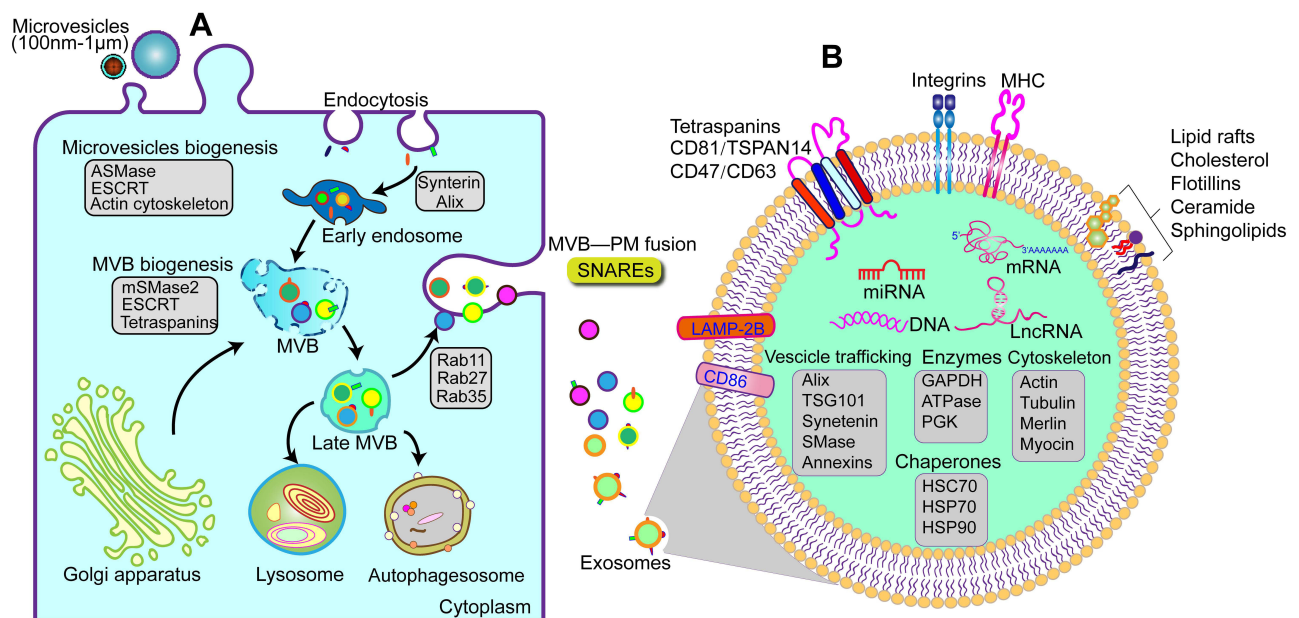 A
Microvesicles
(100nm-1µm)
Endocytosis
Microvesicles biogenesis
ASMase
ESCRT
Actin cytoskeleton
Synterin
Alix
Early endosome
MVB biogenesis
mSMase2
ESCRT
Tetraspanins
MVB
Rab11
Rab27
Rab35
Late MVB
Golgi apparatus
Lysosome
Autophagesosome
Cytoplasm
MVB—PM fusion
SNAREs
Exosomes
B
Tetraspanins
CD81/TSPAN14
CD47/CD63
Integrins
MHC
Lipid rafts
Cholesterol
Flotillins
Ceramide
Sphingolipids
5'
3'AAAAAAA
mRNA
miRNA
DNA
LncRNA
LAMP-2B
CD86
Vescicle trafficking
Alix
TSG101
Synetenin
SMase
Annexins
Enzymes
GAPDH
ATPase
PGK
Cytoskeleton
Actin
Tubulin
Merlin
Myocin
Chaperones
HSC70
HSP70
HSP90